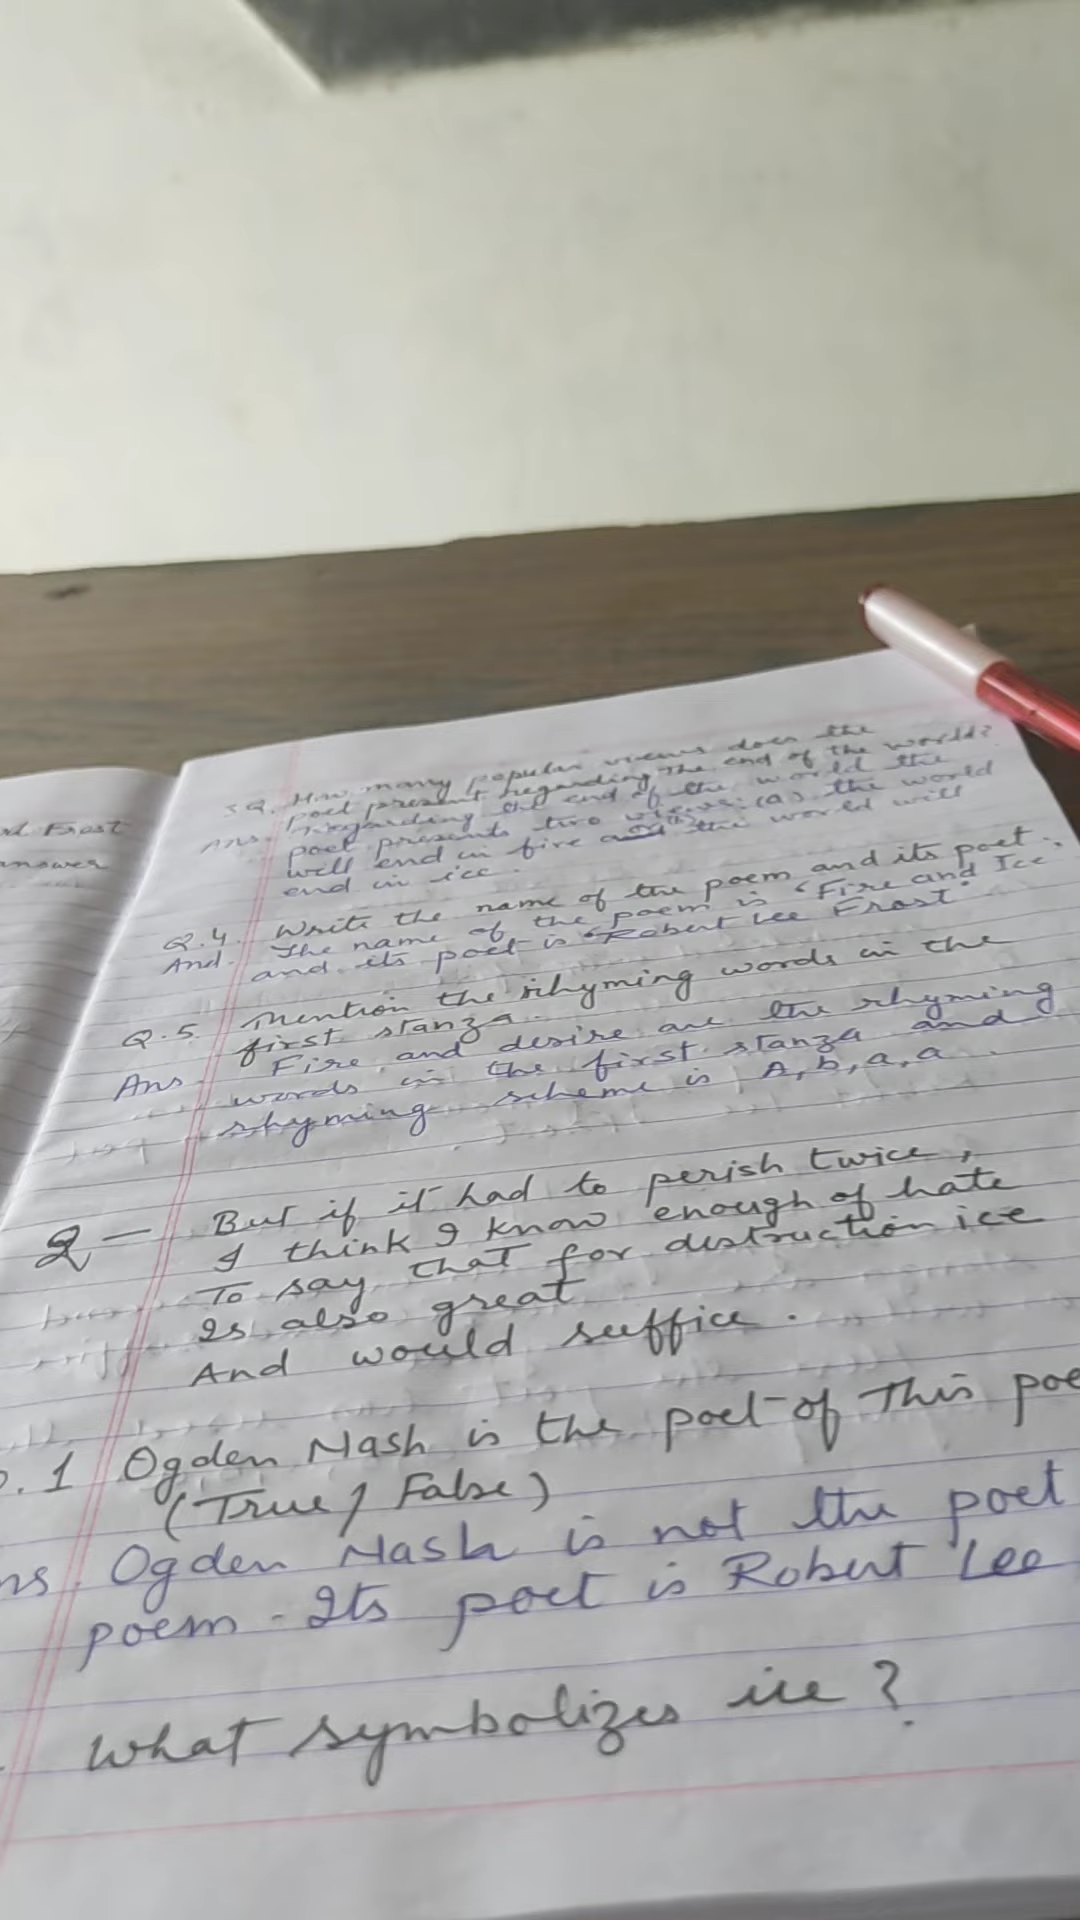 rd Frost
answer
3 Q. How many popular views does the
poet present regarding the end of the world?
Ans. Regarding the end of the world the
poet presents two views: (a) the world
will end in fire and (b) the world will
end in ice.
Q.4. Write the name of the poem and its poet.
And. The name of the poem is "Fire and Ice
and its poet is "Robert Lee Frost".
Q.5. Mention the rhyming words in the
first stanza.
Ans. Fire and desire are the rhyming
words in the first stanza and
rhyming scheme is A, b, a, a.
2- But if it had to perish twice,
I think I know enough of hate
To say that for destruction ice
Is also great
And would suffice.
.1 Ogden Nash is the poet of This poe
(True / False)
ns. Ogden Nash is not the poet
poem. Its poet is Robert Lee
What symbolizes ice?